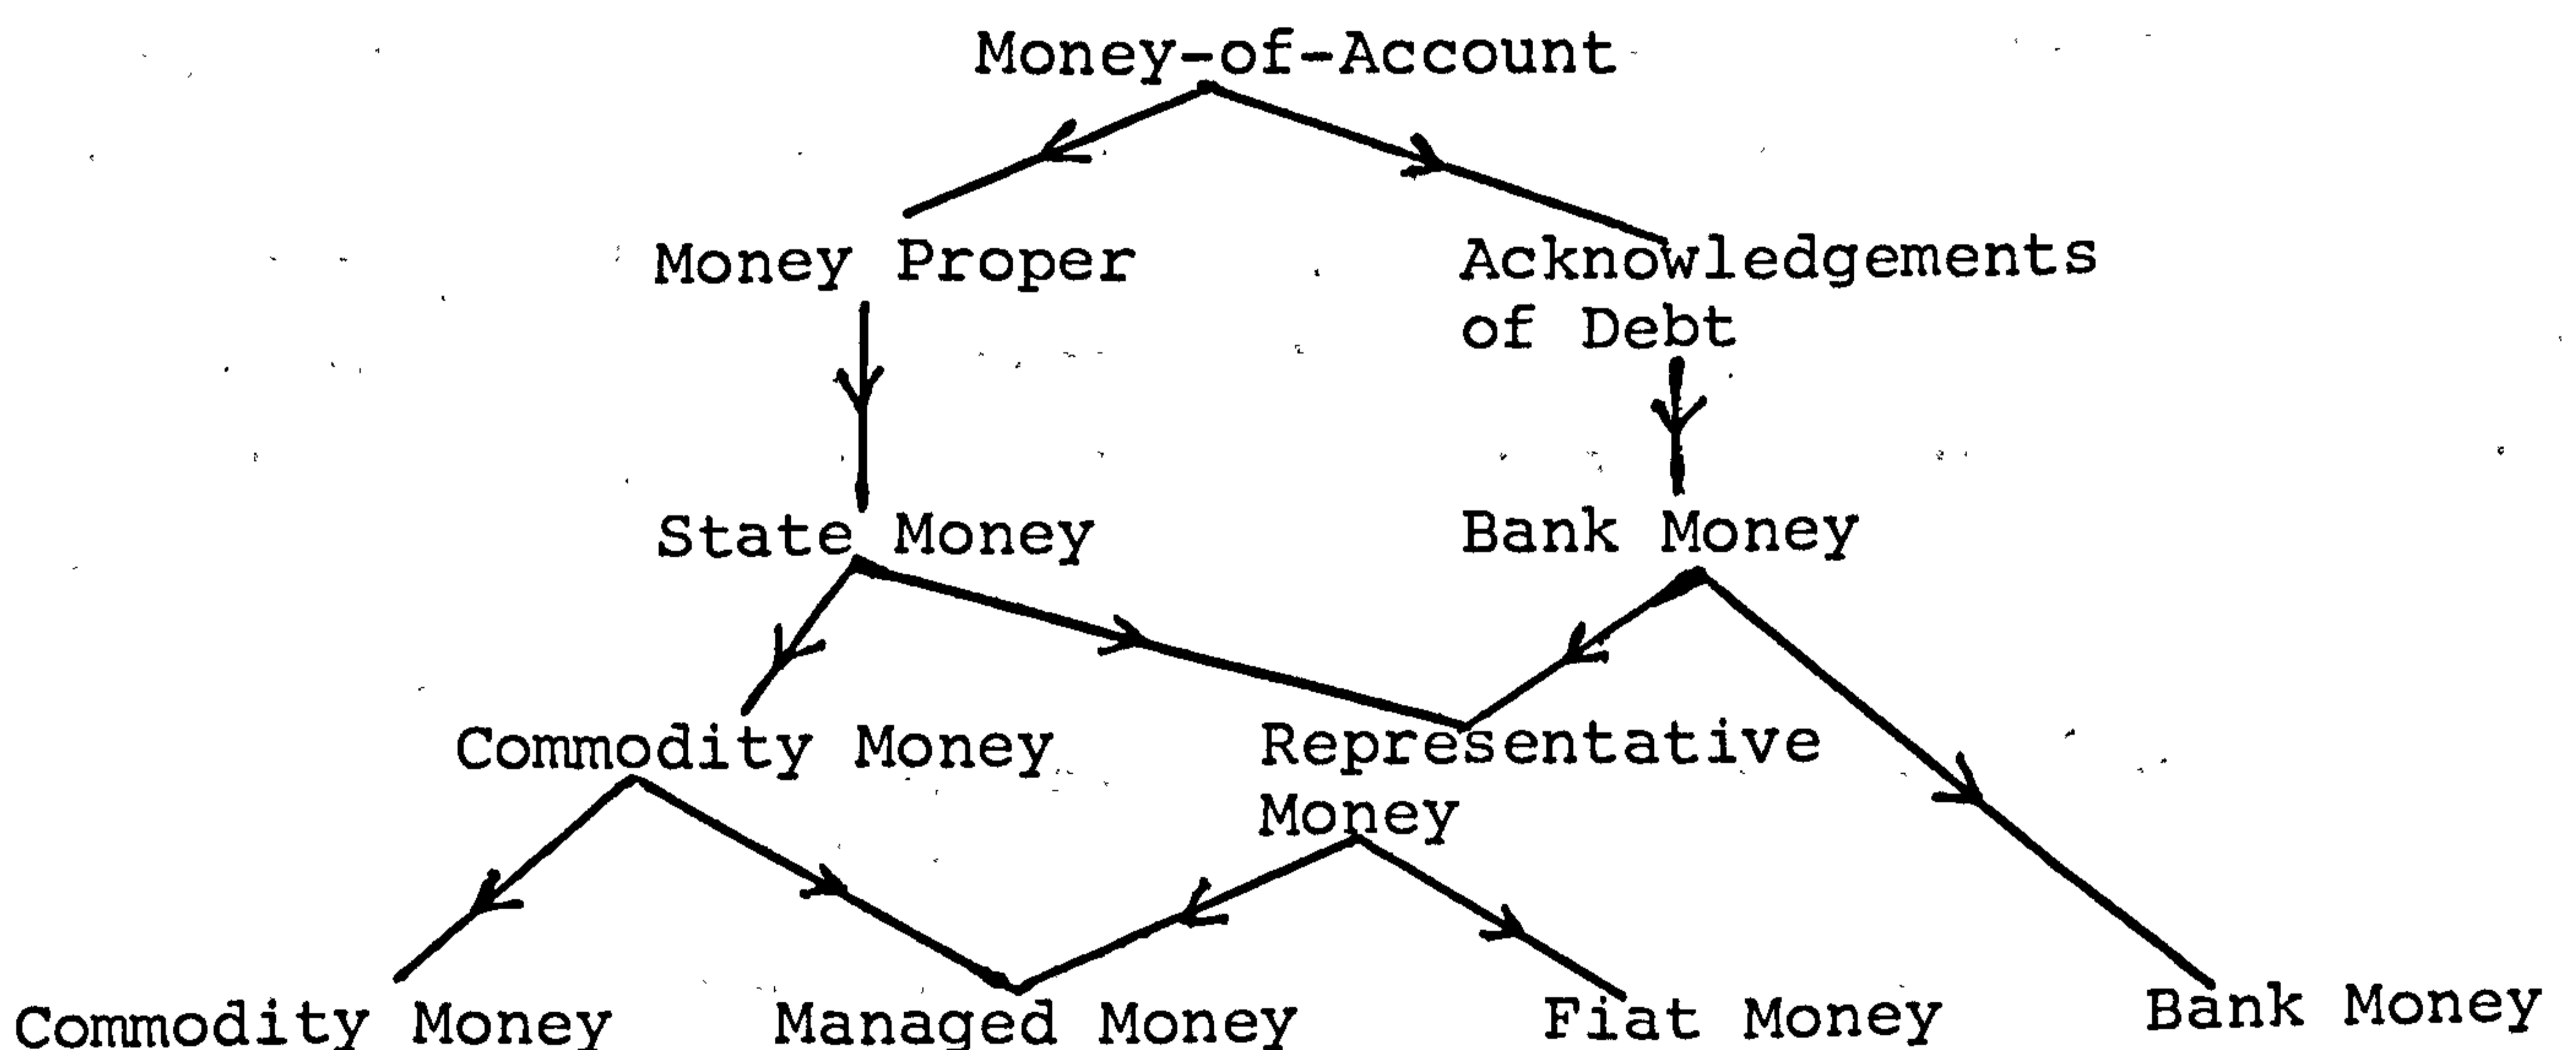 Money-of-Account
Money Proper
Acknowledgements
of Debt
State Money
Bank Money
Commodity Money
Representative
Money
Commodity Money
Managed Money
Fiat Money
Bank Money